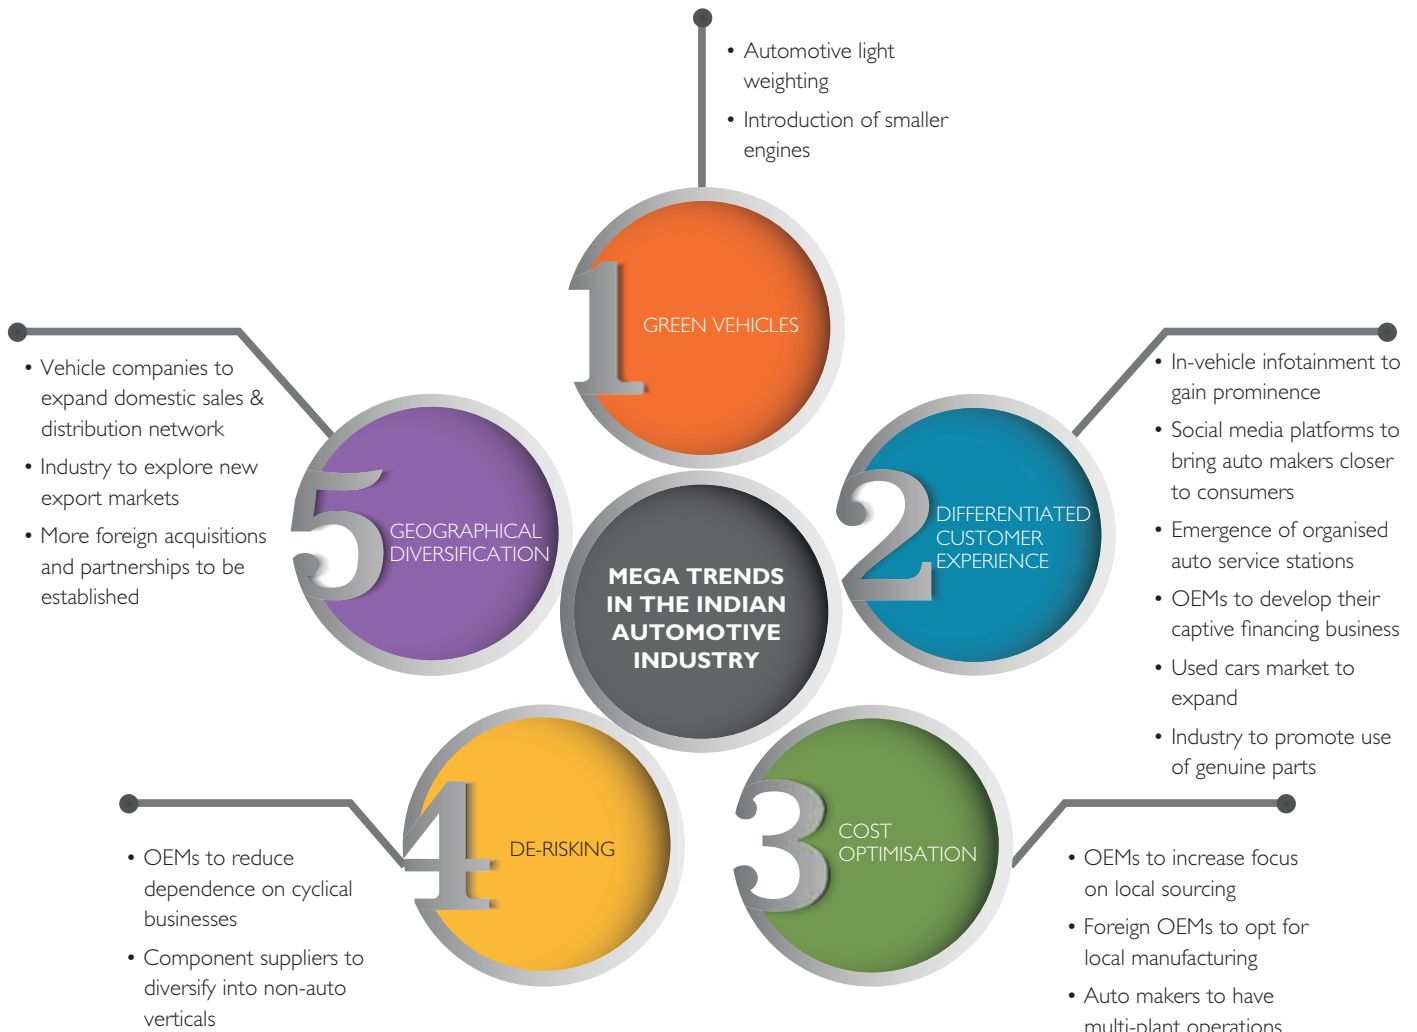 • Automotive light
weighting
• Introduction of smaller
engines
1
GREEN VEHICLES
• In-vehicle infotainment to
gain prominence
• Social media platforms to
bring auto makers closer
to consumers
• Emergence of organised
auto service stations
• OEMs to develop their
captive financing business
• Used cars market to
expand
• Industry to promote use
of genuine parts
2
DIFFERENTIATED
CUSTOMER
EXPERIENCE
MEGA TRENDS
IN THE INDIAN
AUTOMOTIVE
INDUSTRY
• Vehicle companies to
expand domestic sales &
distribution network
• Industry to explore new
export markets
• More foreign acquisitions
and partnerships to be
established
5
GEOGRAPHICAL
DIVERSIFICATION
4
DE-RISKING
• OEMs to reduce
dependence on cyclical
businesses
• Component suppliers to
diversify into non-auto
verticals
3
COST
OPTIMISATION
• OEMs to increase focus
on local sourcing
• Foreign OEMs to opt for
local manufacturing
• Auto makers to have
multi-plant operations